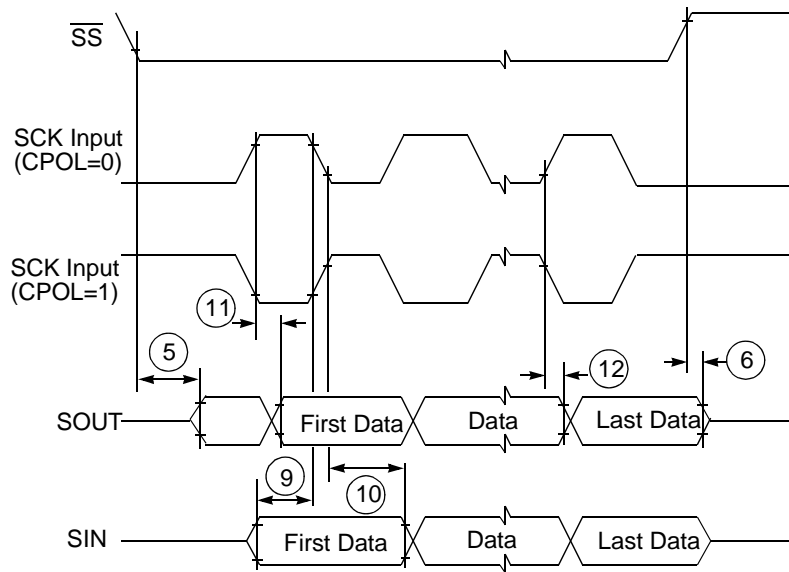 SS
SCK Input
(CPOL=0)
SCK Input
(CPOL=1)
11
5
12
6
SOUT
First Data
Data
Last Data
9
10
SIN
First Data
Data
Last Data